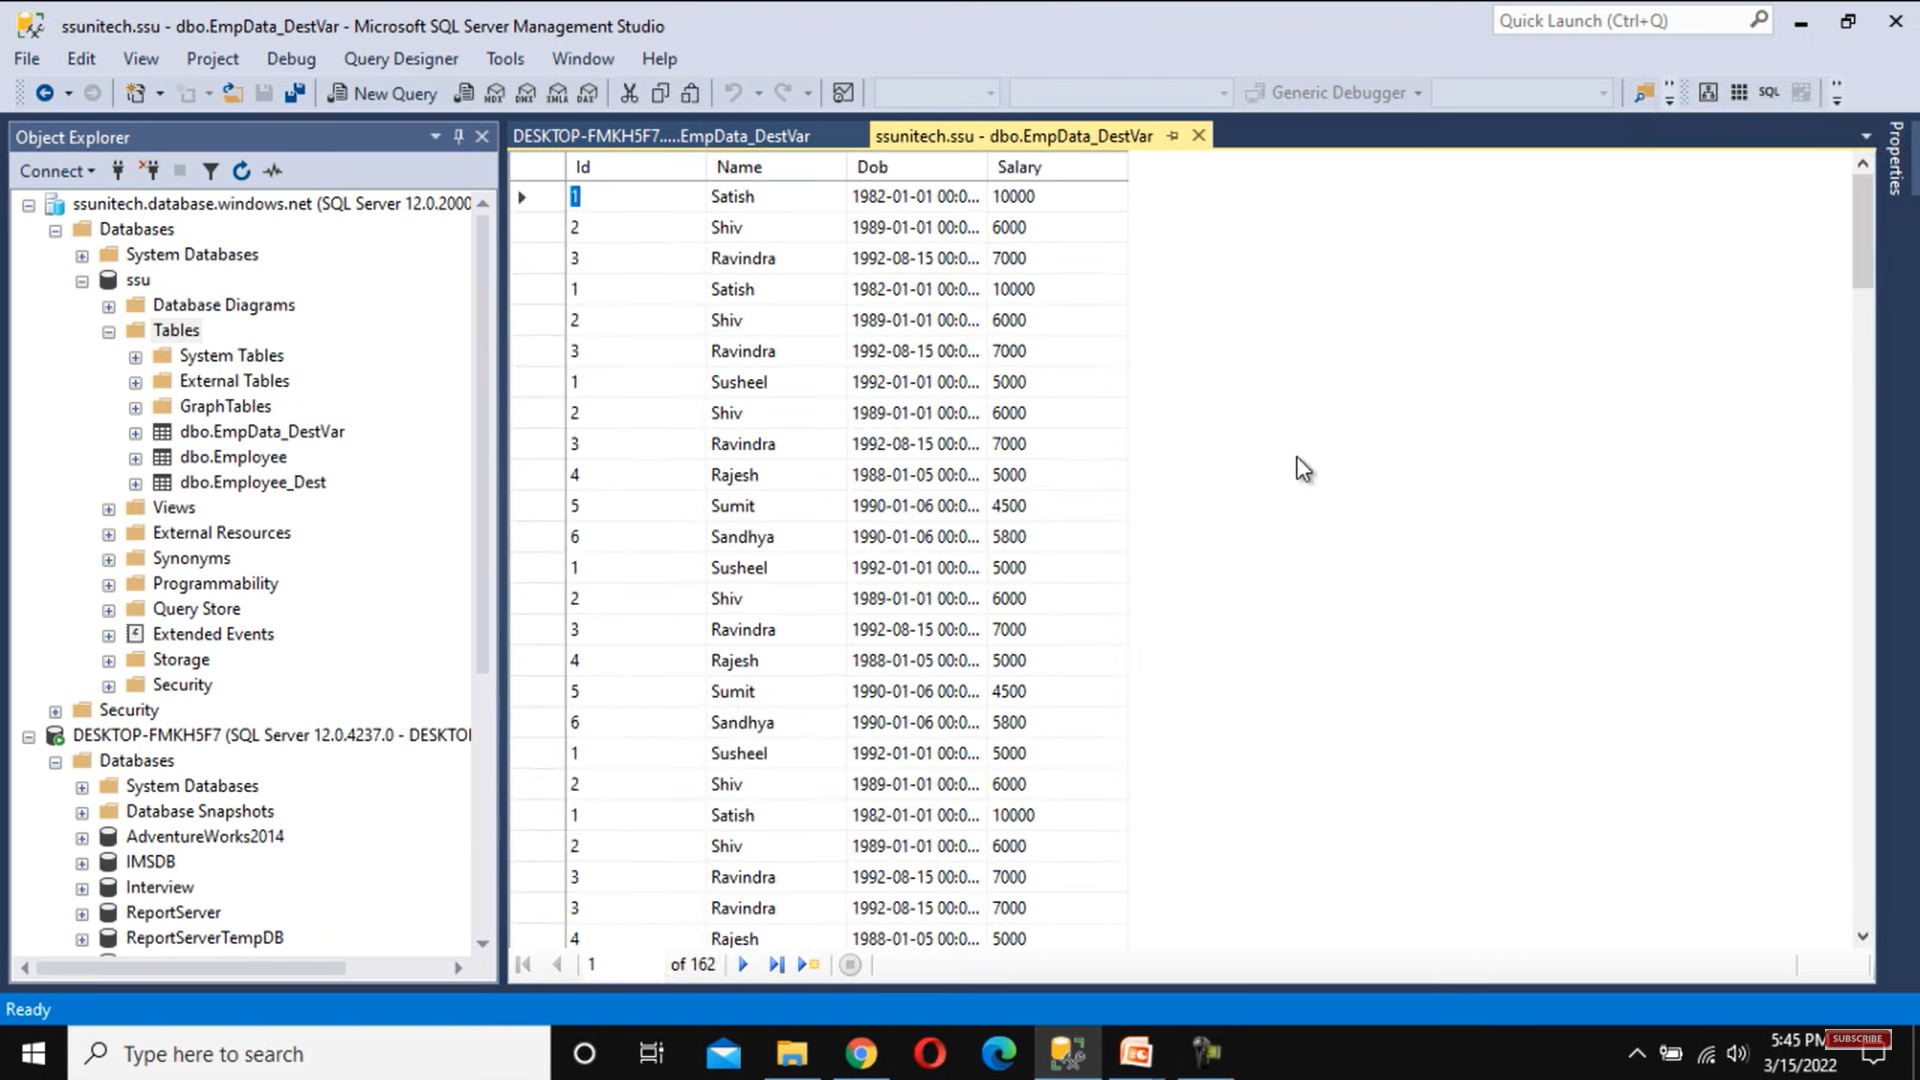 ssunitech.ssu - dbo.EmpData_DestVar - Microsoft SQL Server Management Studio
Quick Launch (Ctrl+Q)
File Edit View Project Debug Query Designer Tools Window Help
New Query MDX DMX XMLA DAX Generic Debugger SQL
Object Explorer
DESKTOP-FMKH5F7.....EmpData_DestVar
ssunitech.ssu - dbo.EmpData_DestVar
Properties
Connect
ssunitech.database.windows.net (SQL Server 12.0.2000
Databases
System Databases
ssu
Database Diagrams
Tables
System Tables
External Tables
GraphTables
dbo.EmpData_DestVar
dbo.Employee
dbo.Employee_Dest
Views
External Resources
Synonyms
Programmability
Query Store
Extended Events
Storage
Security
Security
DESKTOP-FMKH5F7 (SQL Server 12.0.4237.0 - DESKTO
Databases
System Databases
Database Snapshots
AdventureWorks2014
IMSDB
Interview
ReportServer
ReportServerTempDB
Id Name Dob Salary
1 Satish 1982-01-01 00:0... 10000
2 Shiv 1989-01-01 00:0... 6000
3 Ravindra 1992-08-15 00:0... 7000
1 Satish 1982-01-01 00:0... 10000
2 Shiv 1989-01-01 00:0... 6000
3 Ravindra 1992-08-15 00:0... 7000
1 Susheel 1992-01-01 00:0... 5000
2 Shiv 1989-01-01 00:0... 6000
3 Ravindra 1992-08-15 00:0... 7000
4 Rajesh 1988-01-05 00:0... 5000
5 Sumit 1990-01-06 00:0... 4500
6 Sandhya 1990-01-06 00:0... 5800
1 Susheel 1992-01-01 00:0... 5000
2 Shiv 1989-01-01 00:0... 6000
3 Ravindra 1992-08-15 00:0... 7000
4 Rajesh 1988-01-05 00:0... 5000
5 Sumit 1990-01-06 00:0... 4500
6 Sandhya 1990-01-06 00:0... 5800
1 Susheel 1992-01-01 00:0... 5000
2 Shiv 1989-01-01 00:0... 6000
1 Satish 1982-01-01 00:0... 10000
2 Shiv 1989-01-01 00:0... 6000
3 Ravindra 1992-08-15 00:0... 7000
3 Ravindra 1992-08-15 00:0... 7000
4 Rajesh 1988-01-05 00:0... 5000
1 of 162
Ready
Type here to search
5:45 PM
SUBSCRIBE
3/15/2022